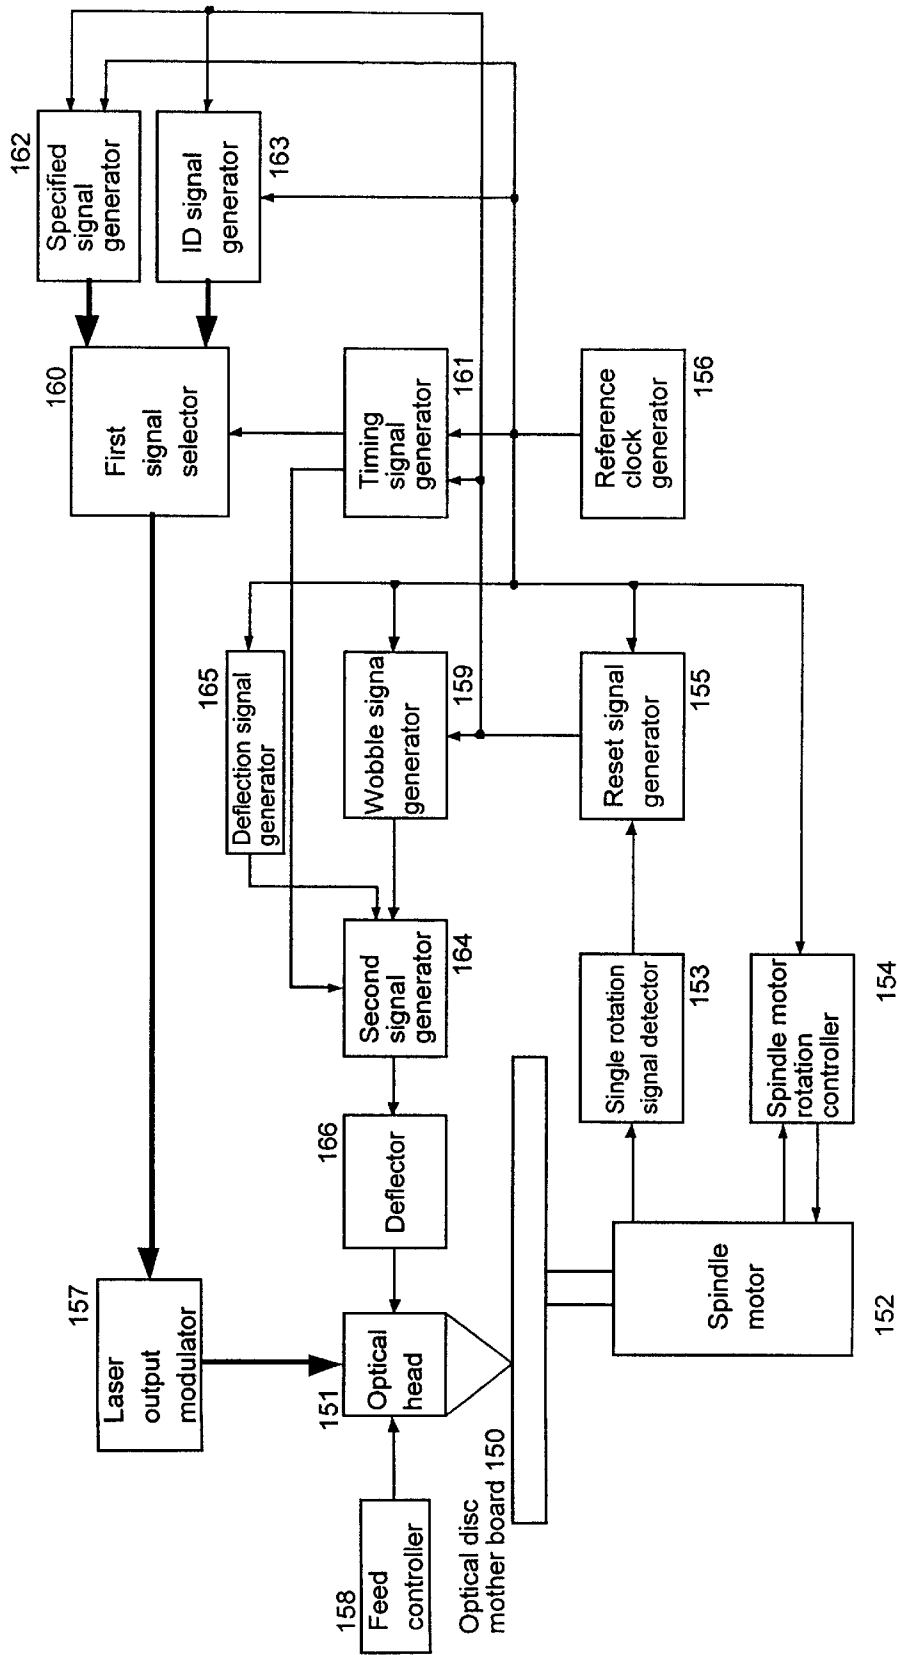 Laser
output
modulator
157
First
signal
selector
160
Specified
signal
generator
162
ID signal
generator
163
Deflection signal
generator
165
Feed
controller
158
Optical
head
151
Deflector
166
Second
signal
generator
164
Wobble signa
generator
159
Timing
signal
generator
161
Optical disc
mother board 150
Single rotation
signal detector
153
Reset signal
generator
155
Reference
clock
generator
156
Spindle
motor
152
Spindle motor
rotation
controller
154